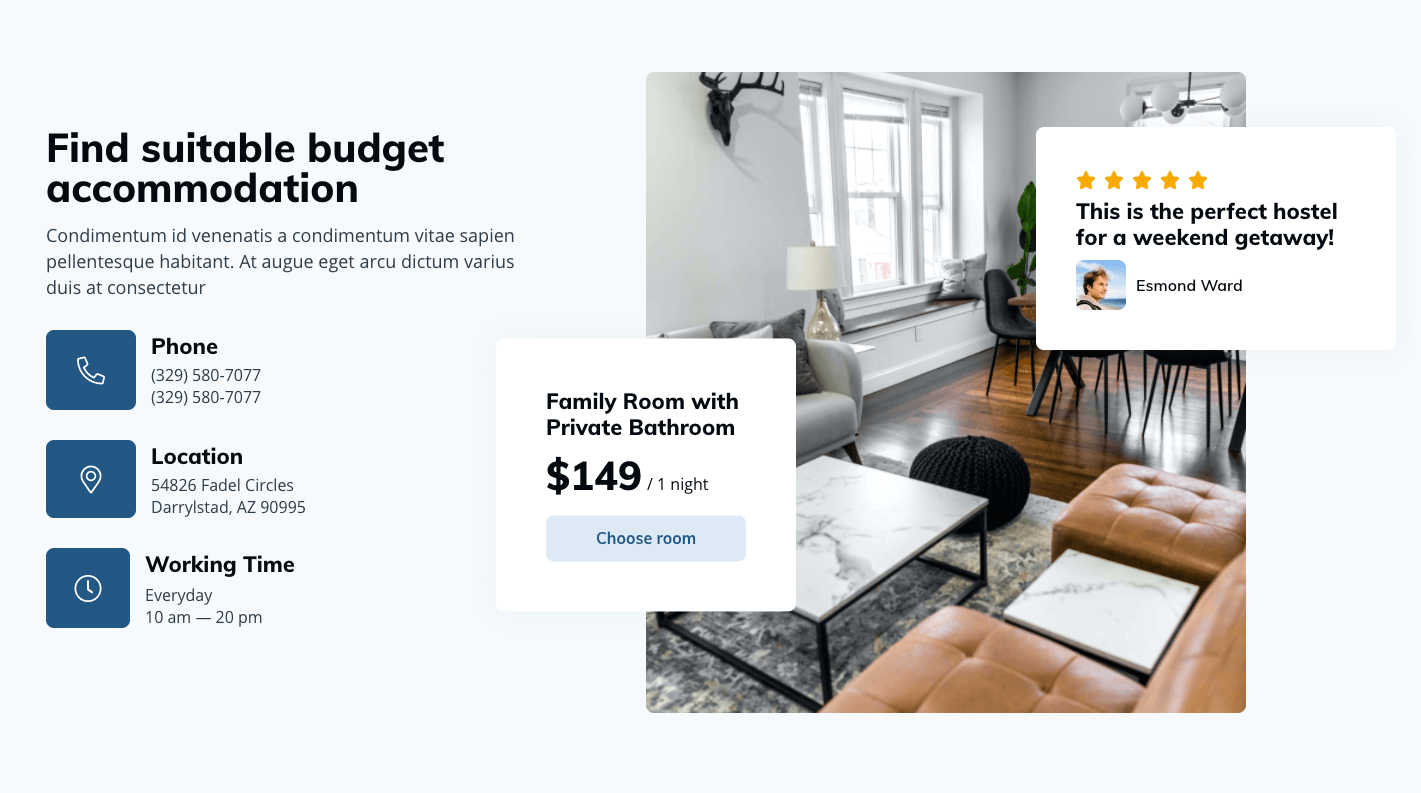 Find suitable budget
accommodation
Condimentum id venenatis a condimentum vitae sapien
pellentesque habitant. At augue eget arcu dictum varius
duis at consectetur
Phone
(329) 580-7077
(329) 580-7077
Location
54826 Fadel Circles
Darrylstad, AZ 90995
Working Time
Everyday
10 am — 20 pm
Family Room with
Private Bathroom
$149 / 1 night
Choose room
This is the perfect hostel
for a weekend getaway!
Esmond Ward